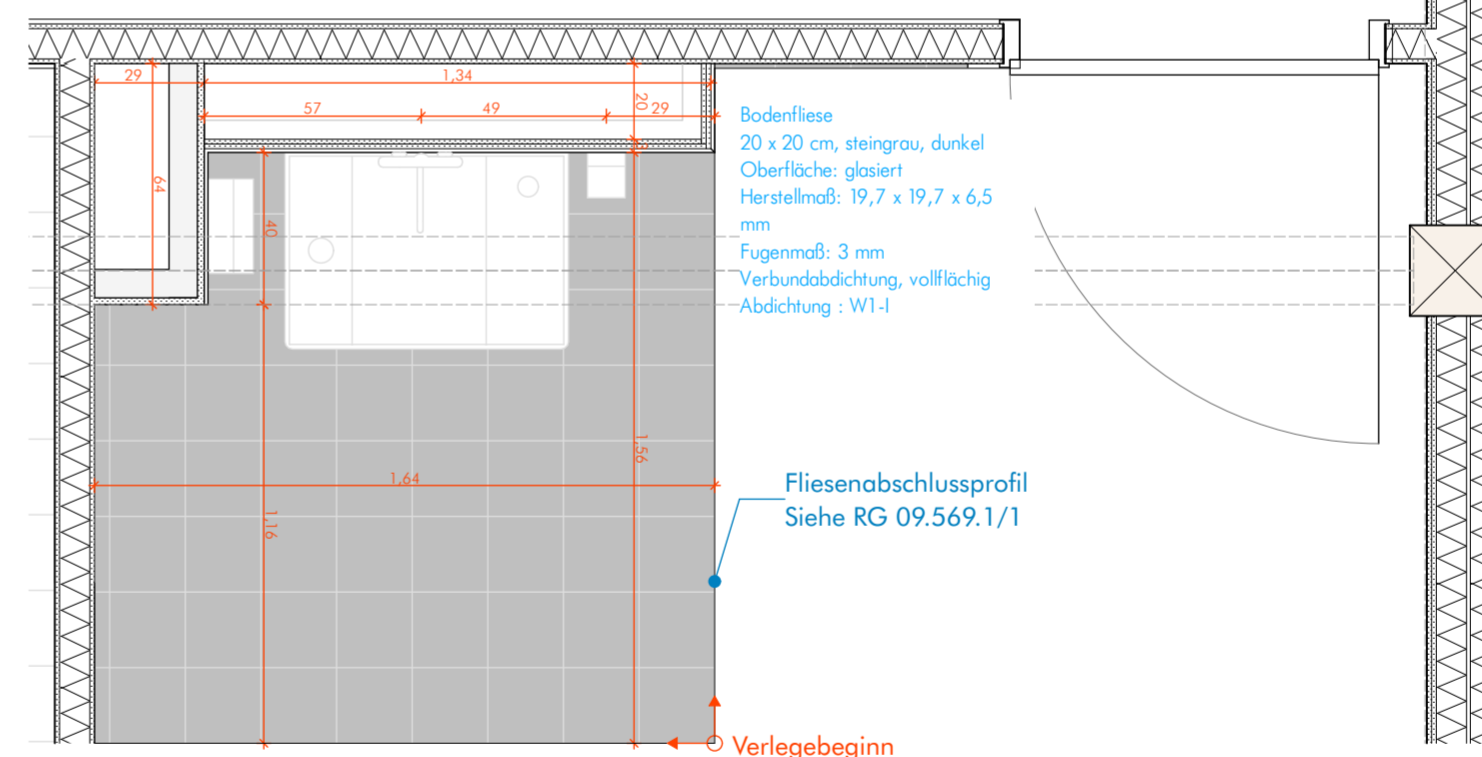 29
1,34
57
49
20
29
64
40
Bodenfliese
20 x 20 cm, steingrau, dunkel
Oberfläche: glasiert
Herstellmaß: 19,7 x 19,7 x 6,5
mm
Fugenmaß: 3 mm
Verbundabdichtung, vollflächig
Abdichtung : W1-I
1,56
1,64
1,16
Fliesenabschlussprofil
Siehe RG 09.569.1/1
Verlegebeginn